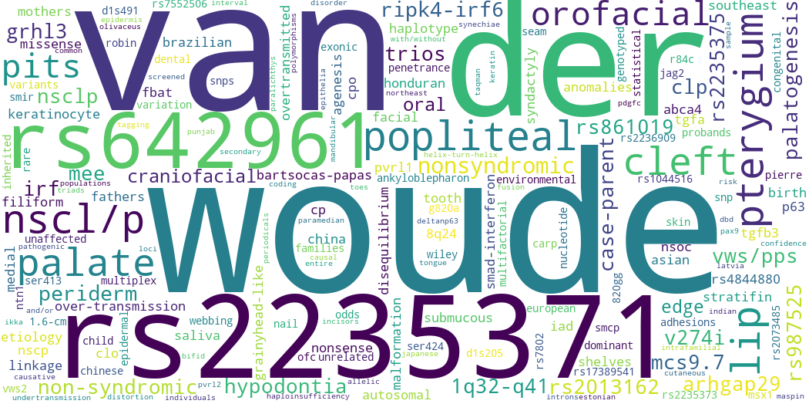 mothers
rs7552506
interval
disorder
ripk4-irf6
orofacial
southeast
epidermis
olivaceus
common
d1s491
robin
brazilian
with/without
synechiae
haplotype
seam
van der
grhl3
missense
dental
overtransmitted
polymorphisms
exonic
trios
penetrance
syndactyly
genotyped
statistical
r84c
jag2
rs2235375
pterygium
congenital
palatogenesis
pits
variants
screened
snps
agenesis
paralichthys
epithelia
honduran
taqman
keratin
anomalies
clp
sample
smir
nsclp
fbat
cpo
northeast
oral
pdgfc
abca4
keratinocyte
variation
facial
tgfa
rs642961
popliteal
rs861019
probands
inherited
rare
tagging
punjab
secondary
mandibular
helix-turn-helix
rs2236909
mee
craniofacial
bartsocas-papas
pvrl1
nonsyndromic
case-parent
cleft
populations
triads
coding
ankyloblepharon
environmental
rs1044516
risk
pierre
irf
fathers
toes
tooth
fusion
snp
birth
filiform
cp
paramedian
disequilibrium
g820a
deltanp63
smad-interferon
multifactorial
nucleotide
skin
dbd
pax9
p63
nscl/p
china
8q24
820gg
tgfb3
unaffected
pathogenic
loci
families
causal
entire
periodicals
wiley
tongue
carp
nsoc
asian
confidence
Woude
palate
medial
ntn1
ser413
multiplex
vws/pps
latvia
lip
rs4844880
periderm
over-transmission
grainyhead-like
odds
submucous
european
edge
stratifin
ikka
1.6-cm
and/or
epidermal
webbing
nail
incisors
malformation
iad
smcp
adhesions
indian
rs2073485
rs987525
etiology
child
saliva
ofc
unrelated
nonsense
ser424
d1s205
rs7802
dominant
v274i
intrafamilial
nscp
clo
rs2235371
linkage
chinese
bifid
japanese
rs17389541
shelves
mcs9.7
cutaneous
causative
vws2
non-syndromic
pvrl2
hypodontia
allelic
autosomal
1q32-q41
rs2013162
arhgap29
undertransmission
distortion
individuals
haploinsufficiency
introns
estonian
rs2235373
msx1
maspin